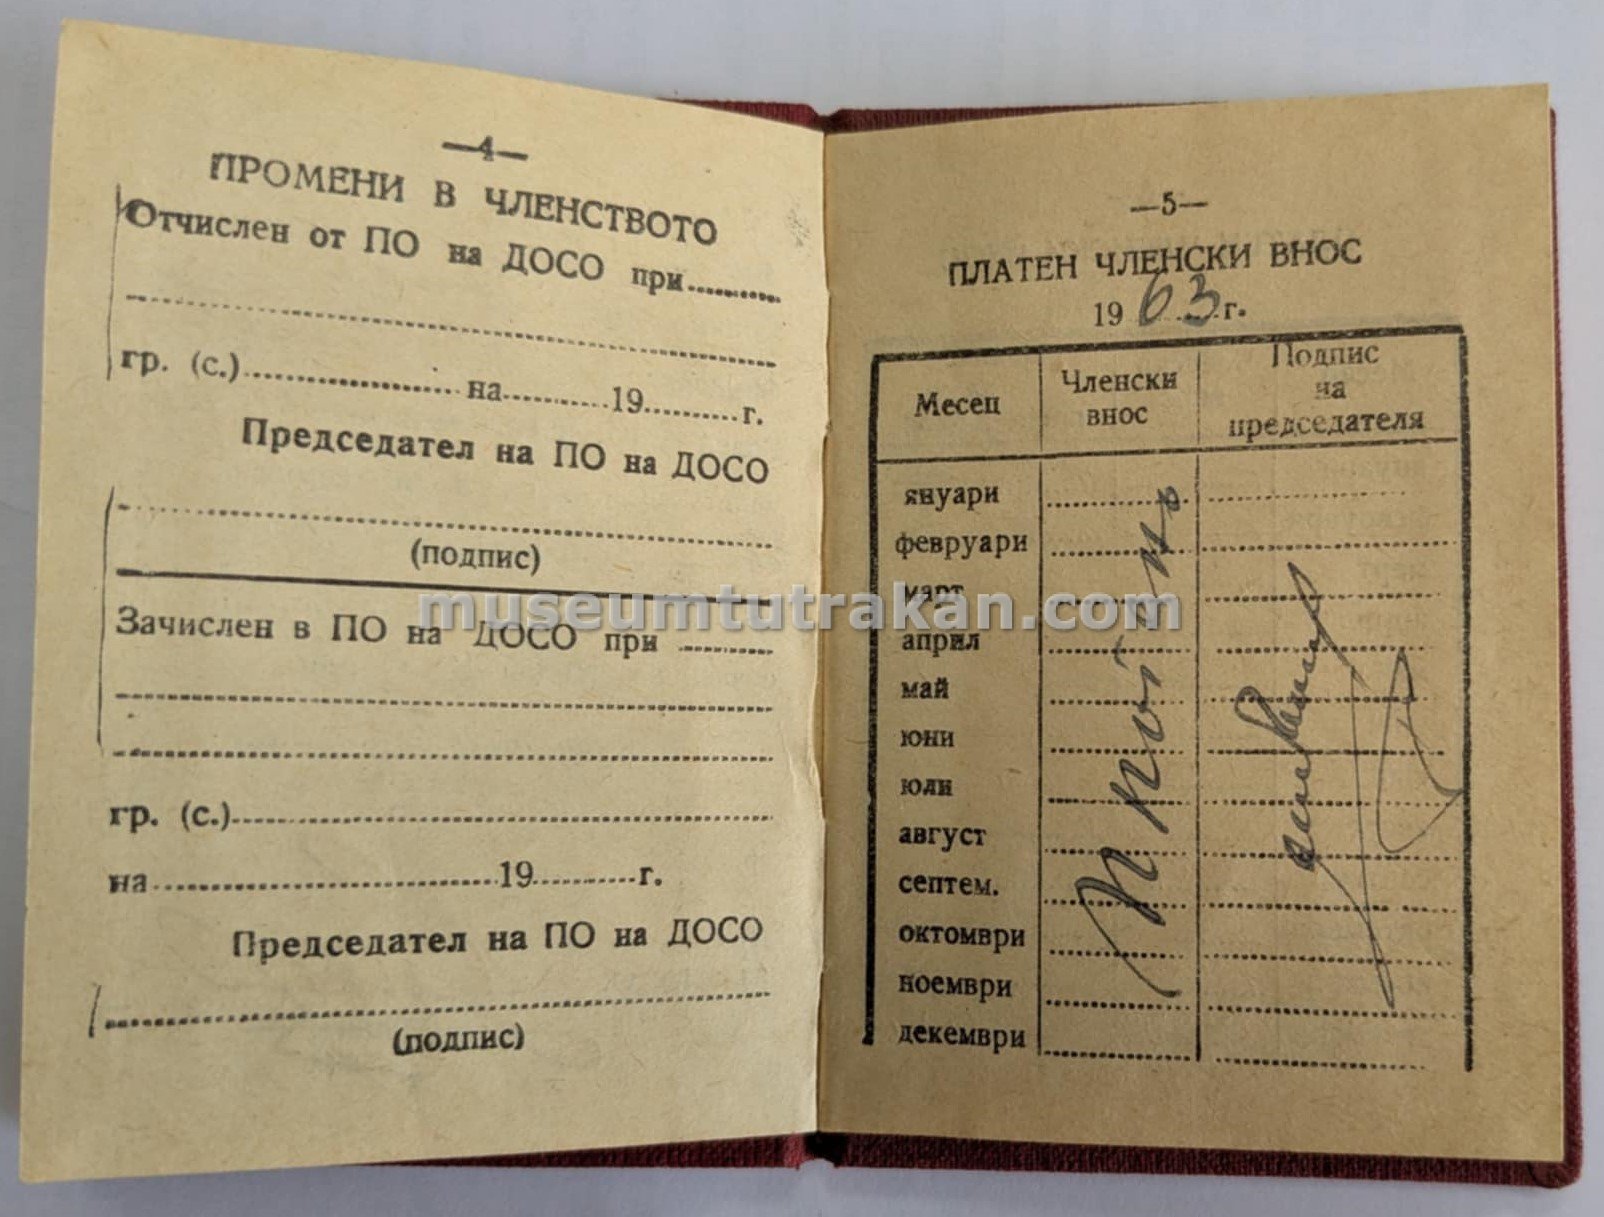 —4—
ПРОМЕНИ В ЧЛЕНСТВОТО
Отчислен от ПО на ДОСО при..........
..........
гр. (с.)..........на..........19..........г.
Председател на ПО на ДОСО
..........
(подпис)
Зачислен в ПО на ДОСО при ..........
..........
..........
гр. (с.)..........
на..........19..........г.
Председател на ПО на ДОСО
..........
(подпис)
—5—
ПЛАТЕН ЧЛЕНСКИ ВНОС
1963 г.
Месец Членски внос Подпис на председателя
януари
февруари
март
април
май
юни
юли
август
септем.
октомври
ноември
декември
museumtutrakan.com